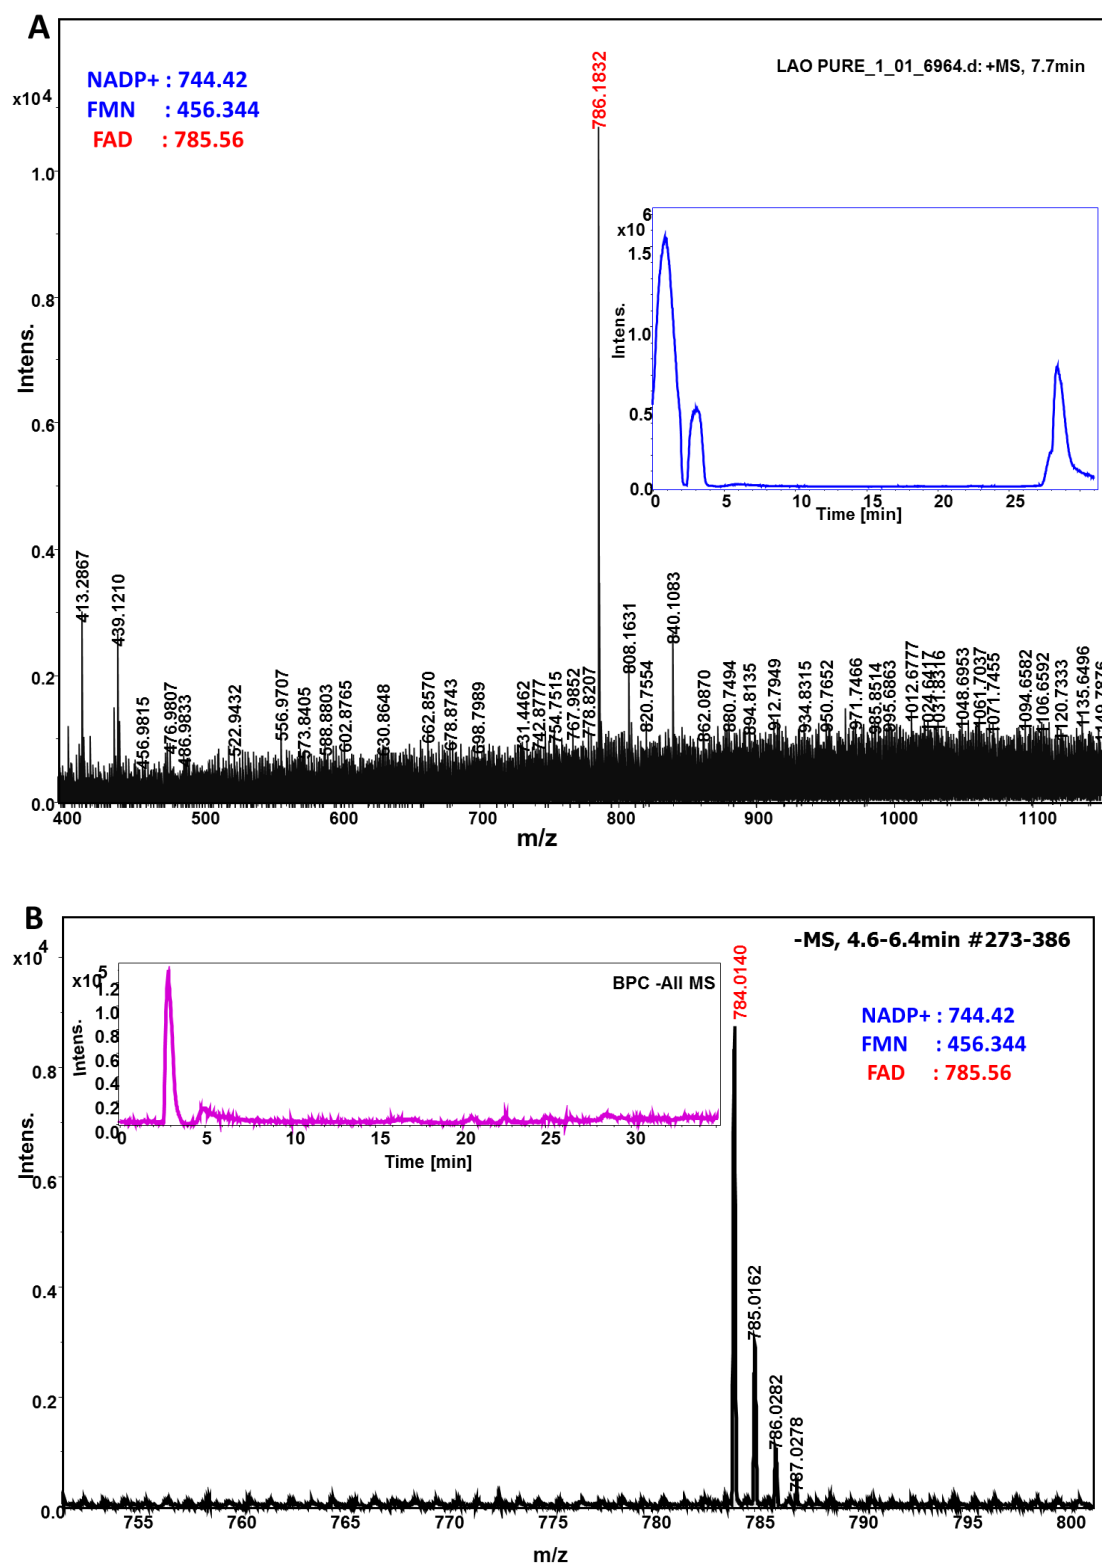 A
NADP+ : 744.42
FMN : 456.344
FAD : 785.56
LAO PURE_1_01_6964.d: +MS, 7.7min
x10 4
Intens.
1.0
0.8
0.6
0.4
0.2
0.0
786.1832
413.2867
439.1210
456.9815
476.9807
486.9833
522.9432
556.9707
573.8405
588.8803
602.8765
630.8648
662.8570
678.8743
698.7989
731.4462
742.8777
754.7515
767.9852
778.8207
808.1631
820.7554
840.1083
862.0870
880.7494
894.8135
912.7949
934.8315
950.7652
971.7466
985.8514
995.6863
1012.6777
1024.6417
1031.8316
1048.6953
1061.7037
1071.7455
1094.6582
1106.6592
1120.7333
1135.6496
1149.7876
400 500 600 700 800 900 1000 1100
m/z
6
x10
1.5
1.0
0.5
0.0
Intens.
0 5 10 15 20 25
Time [min]
B
-MS, 4.6-6.4min #273-386
x10 4
Intens.
0.8
0.6
0.4
0.2
0.0
NADP+ : 744.42
FMN : 456.344
FAD : 785.56
784.0140
785.0162
786.0282
787.0278
BPC -All MS
x10 5
1.2
1.0
0.8
0.6
0.4
0.2
0.0
Intens.
0 5 10 15 20 25 30
Time [min]
755 760 765 770 775 780 785 790 795 800
m/z